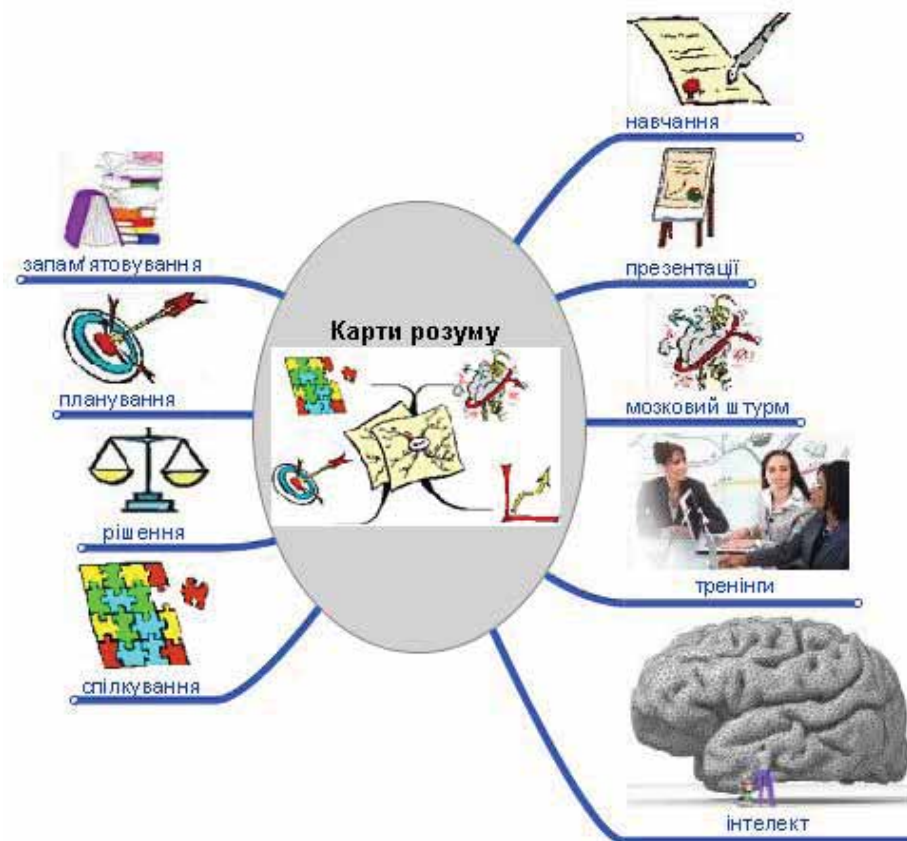 Карти розуму
навчання
презентації
мозковий штурм
тренінги
інтелект
запам'ятовування
планування
рішення
спілкування